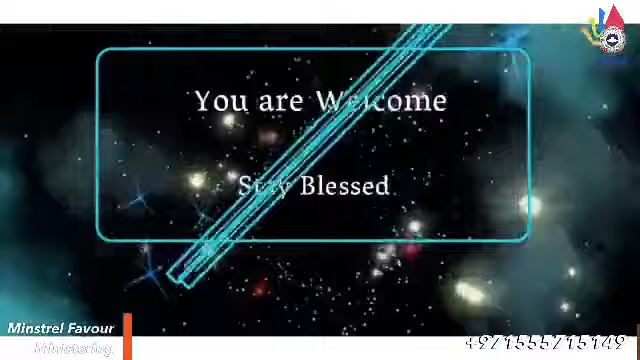 You are Welcome
Stay Blessed
Minstrel Favour
Ministering
+971555715149